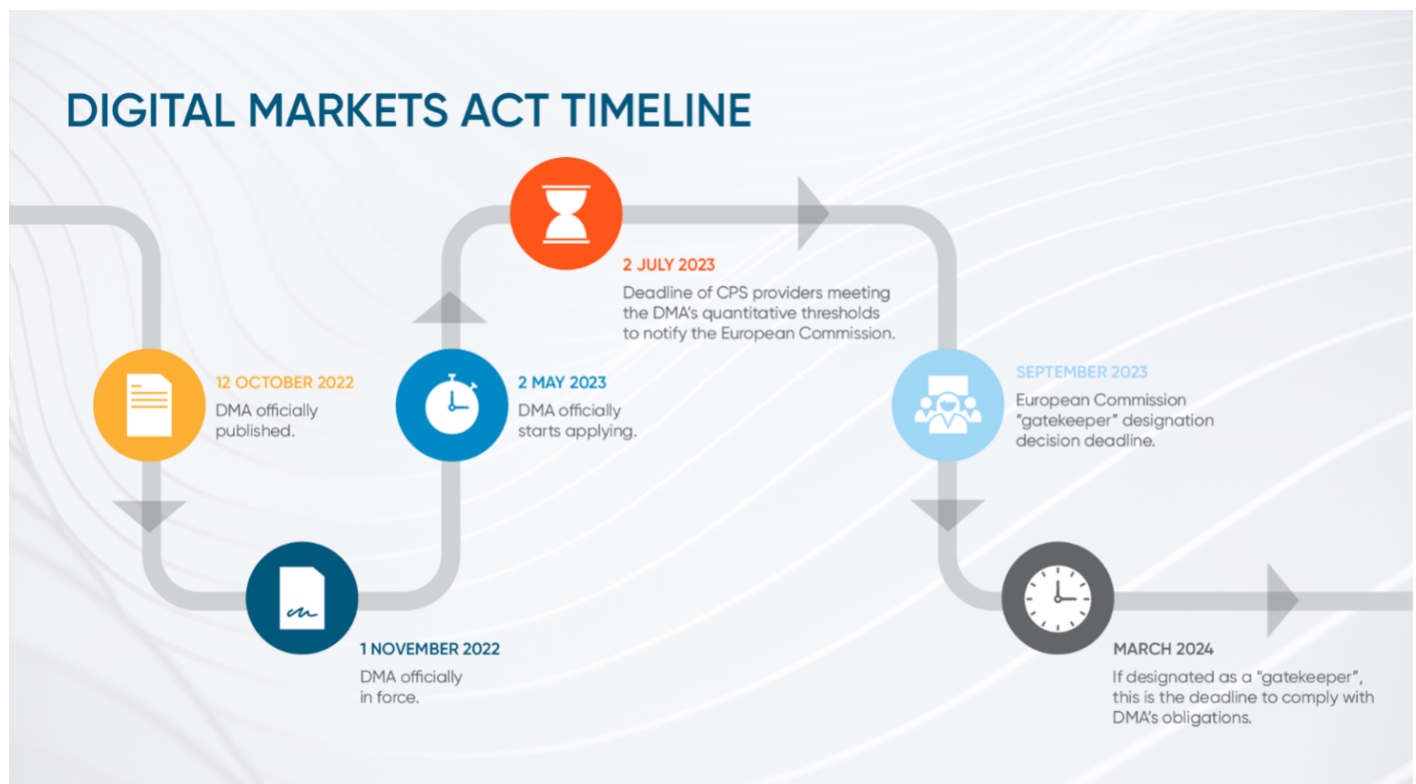 DIGITAL MARKETS ACT TIMELINE
12 OCTOBER 2022
DMA officially
published.
1 NOVEMBER 2022
DMA officially
in force.
2 MAY 2023
DMA officially
starts applying.
2 JULY 2023
Deadline of CPS providers meeting
the DMA's quantitative thresholds
to notify the European Commission.
SEPTEMBER 2023
European Commission
"gatekeeper" designation
decision deadline.
MARCH 2024
If designated as a "gatekeeper",
this is the deadline to comply with
DMA's obligations.